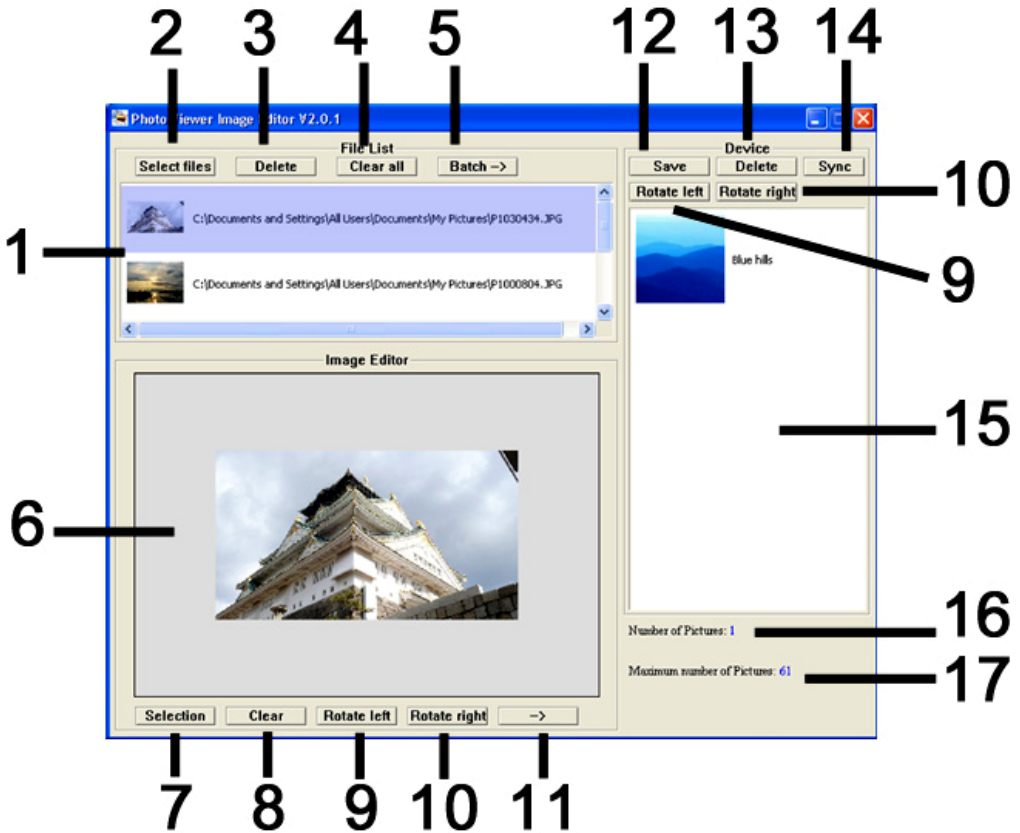 2 3 4 5 12 13 14
Photo Viewer Image Editor V2.0.1
File List
Device
Select files Delete Clear all Batch -> Save Delete Sync
Rotate left Rotate right 10
C:\Documents and Settings\All Users\Documents\My Pictures\P1030434.JPG
1
Blue hills
9
C:\Documents and Settings\All Users\Documents\My Pictures\P1000804.JPG
Image Editor
15
6
Number of Pictures: 1 16
Maximum number of Pictures: 61 17
Selection Clear Rotate left Rotate right ->
7 8 9 10 11